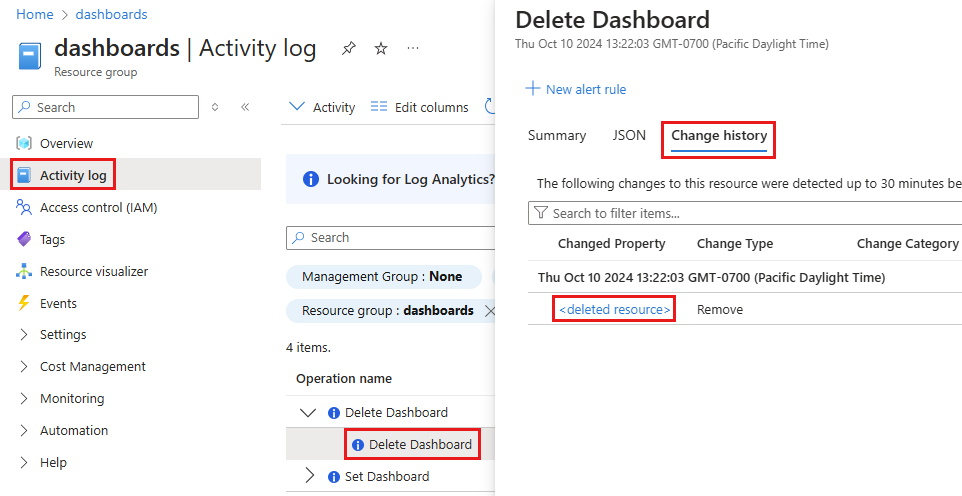 Home > dashboards
dashboards | Activity log
Resource group
Search
Overview
Activity log
Access control (IAM)
Tags
Resource visualizer
Events
Settings
Cost Management
Monitoring
Automation
Help
Activity Edit columns
Looking for Log Analytics?
Search
Management Group : None
Resource group : dashboards
4 items.
Operation name
Delete Dashboard
Delete Dashboard
Set Dashboard
Delete Dashboard
Thu Oct 10 2024 13:22:03 GMT-0700 (Pacific Daylight Time)
New alert rule
Summary JSON Change history
The following changes to this resource were detected up to 30 minutes be
Search to filter items...
Changed Property Change Type Change Category
Thu Oct 10 2024 13:22:03 GMT-0700 (Pacific Daylight Time)
<deleted resource> Remove